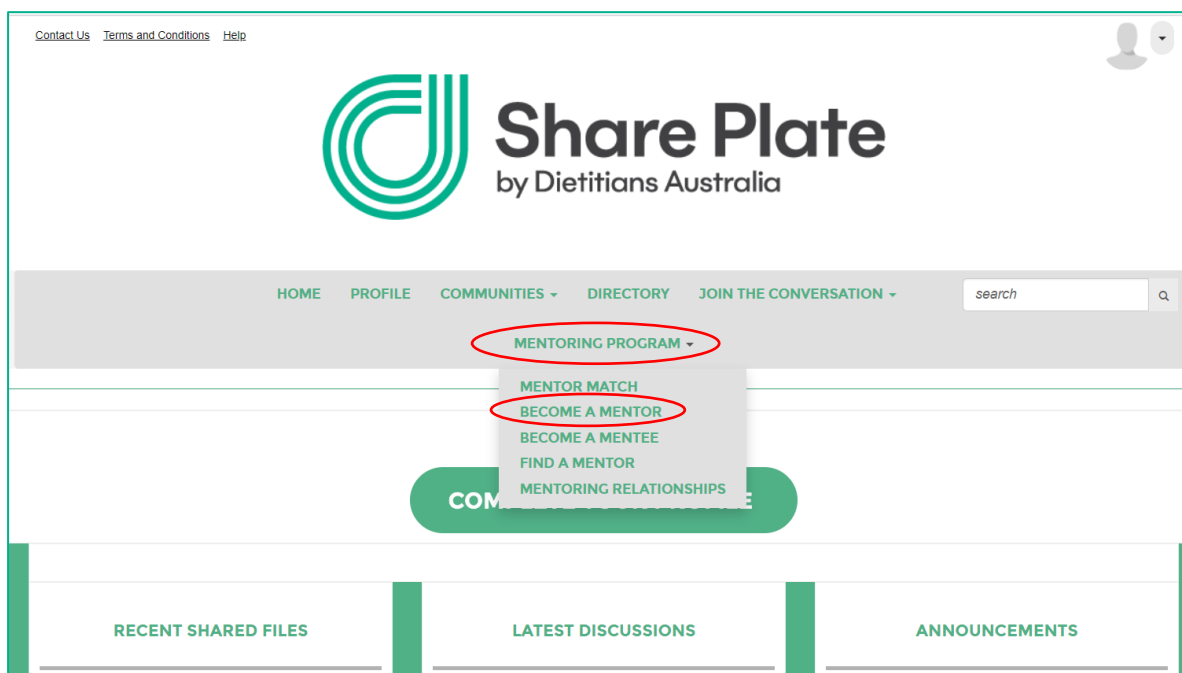 Contact Us Terms and Conditions Help
Share Plate
by Dietitians Australia
HOME PROFILE COMMUNITIES DIRECTORY JOIN THE CONVERSATION search
MENTORING PROGRAM
MENTOR MATCH
BECOME A MENTOR
BECOME A MENTEE
FIND A MENTOR
MENTORING RELATIONSHIPS
RECENT SHARED FILES LATEST DISCUSSIONS ANNOUNCEMENTS